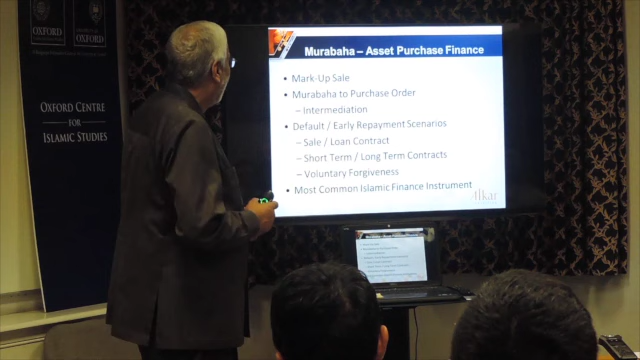 OXFORD
OXFORD
OXFORD CENTRE
FOR
ISLAMIC STUDIES
Murabaha – Asset Purchase Finance
• Mark-Up Sale
• Murabaha to Purchase Order
– Intermediation
• Default / Early Repayment Scenarios
– Sale / Loan Contract
– Short Term / Long Term Contracts
– Voluntary Forgiveness
• Most Common Islamic Finance Instrument